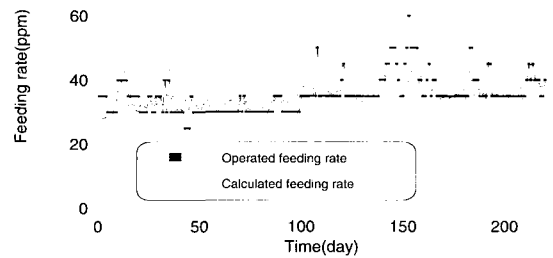 Feeding rate(ppm)
60
40
20
0
Operated feeding rate
Calculated feeding rate
0 50 100 150 200
Time(day)